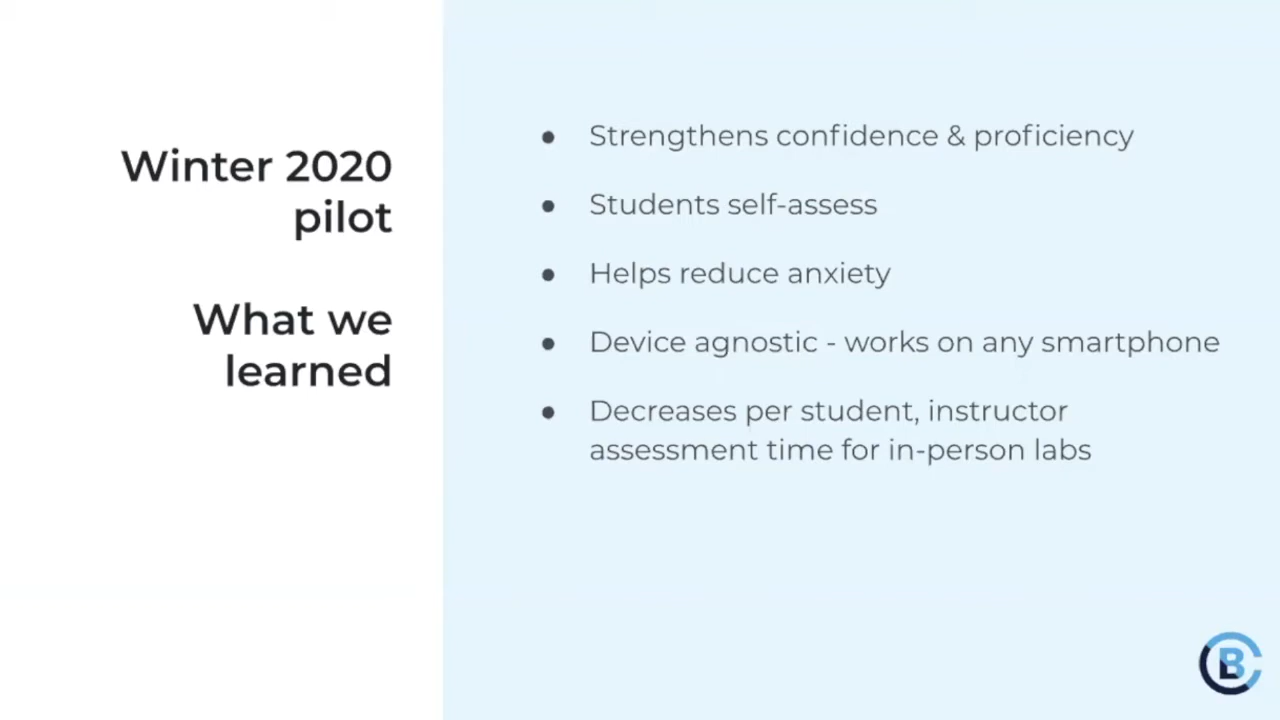 Winter 2020
pilot
What we
learned
● Strengthens confidence & proficiency
● Students self-assess
● Helps reduce anxiety
● Device agnostic - works on any smartphone
● Decreases per student, instructor
assessment time for in-person labs
CB